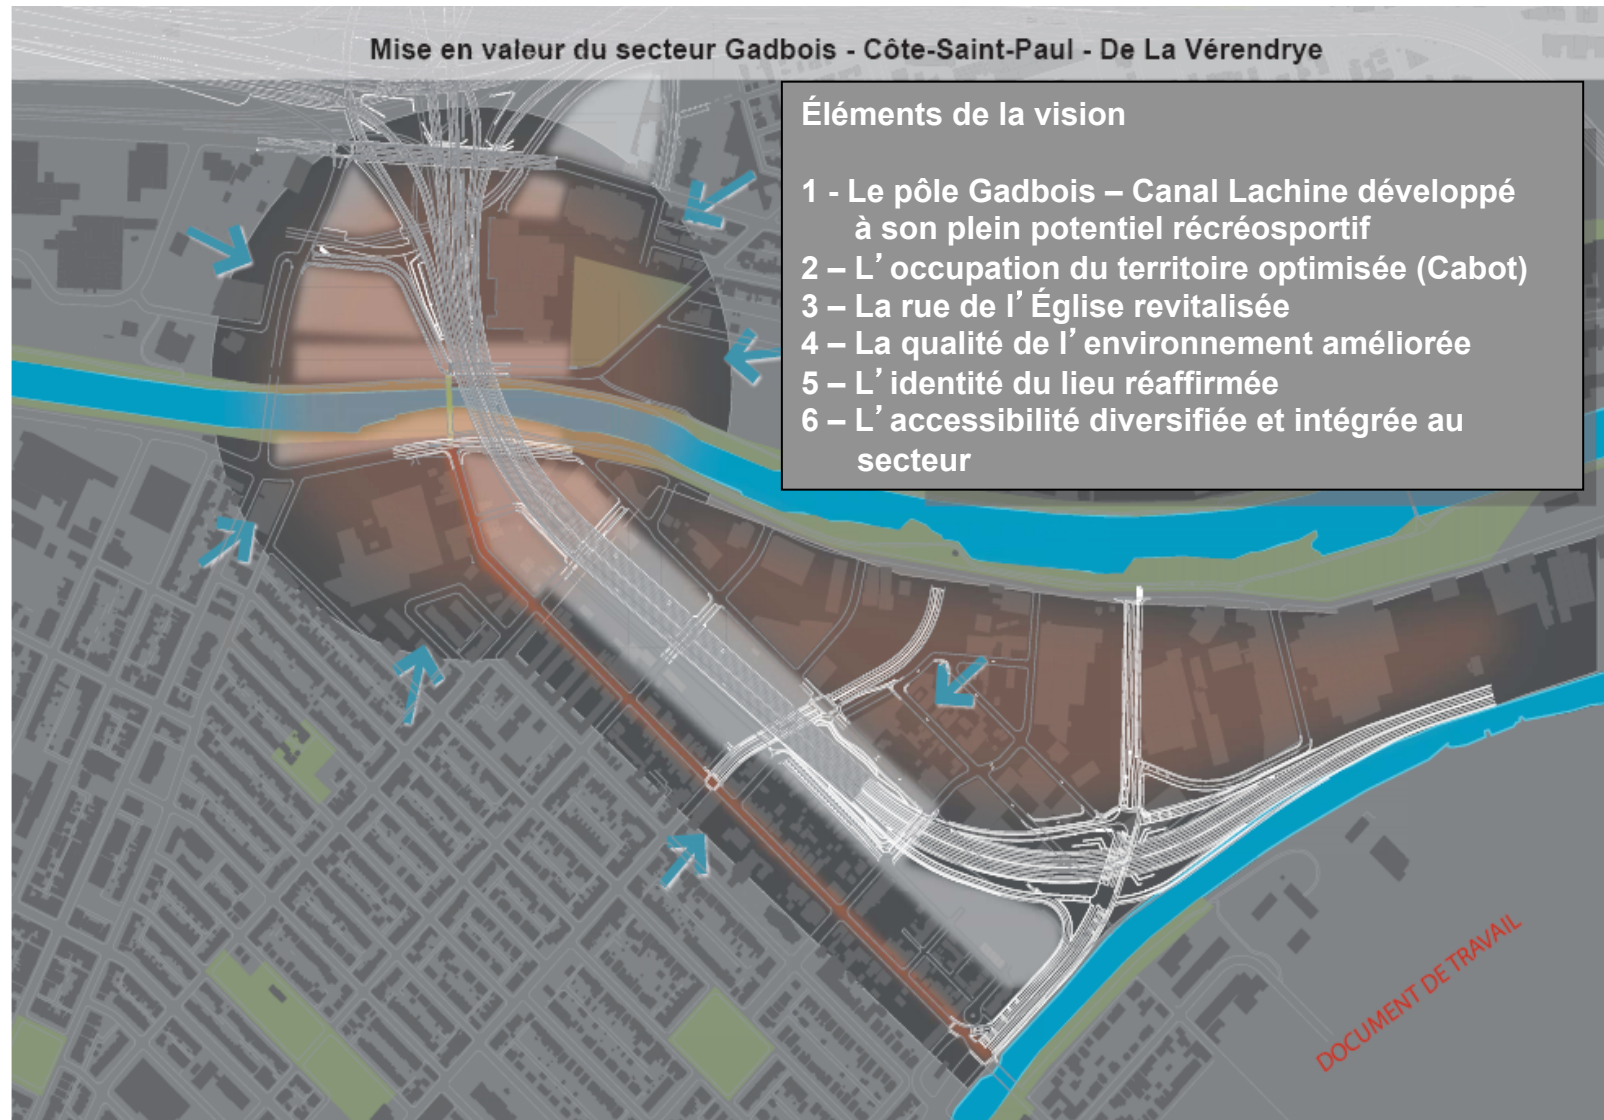 Mise en valeur du secteur Gadbois - Côte-Saint-Paul - De La Vérendrye
Éléments de la vision
1 - Le pôle Gadbois – Canal Lachine développé
à son plein potentiel récréosportif
2 – L’occupation du territoire optimisée (Cabot)
3 – La rue de l’Église revitalisée
4 – La qualité de l’environnement améliorée
5 – L’identité du lieu réaffirmée
6 – L’accessibilité diversifiée et intégrée au
secteur
DOCUMENT DE TRAVAIL